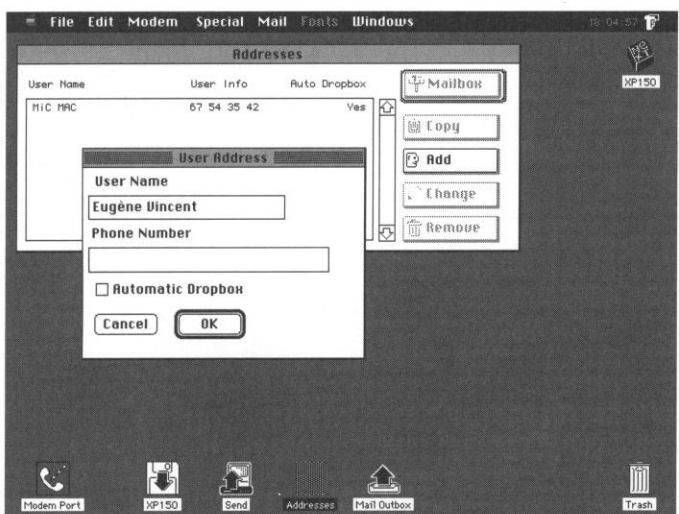 File Edit Modem Special Mail Fonts Windows 18:04:57
Addresses
User Name User Info Auto Dropbox
MiC MAC 67 54 35 42 Yes
Mailbox
Copy
Add
Change
Remove
User Address
User Name
Eugène Vincent
Phone Number
Automatic Dropbox
Cancel OK
XP150
Modem Port XP150 Send Addresses Mail Outbox Trash